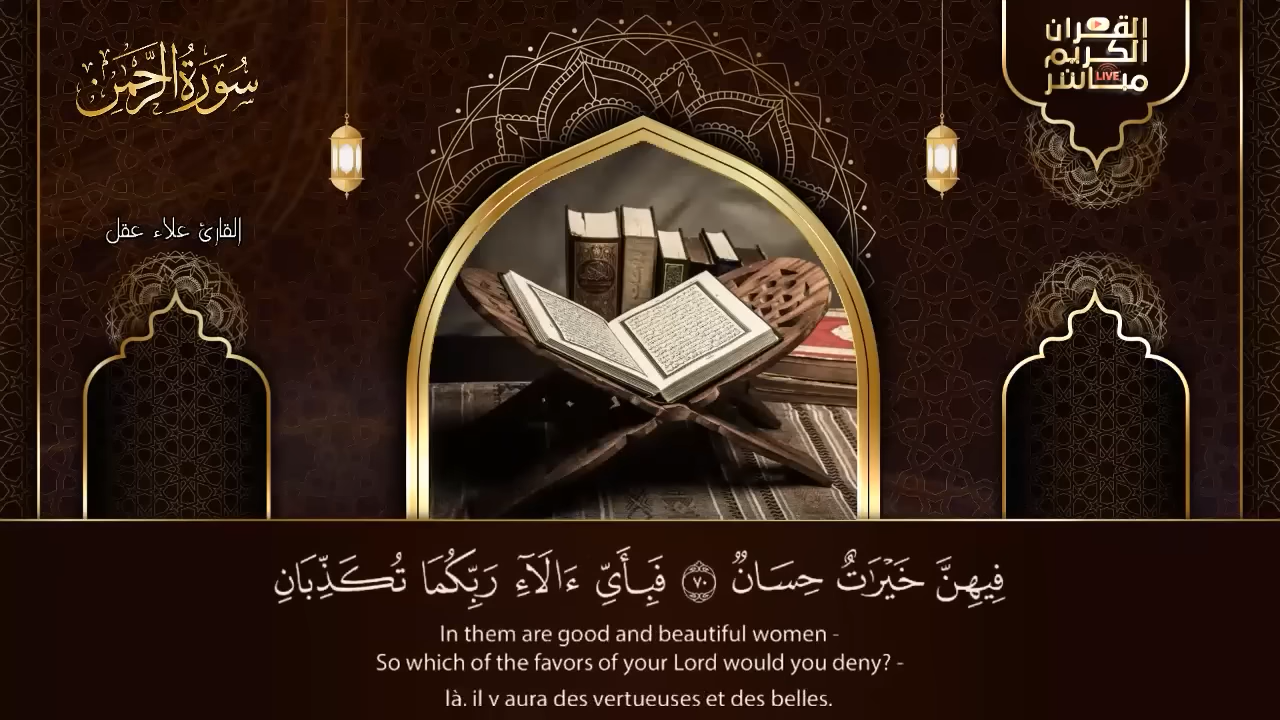 سُورَةُ الرَّحْمَٰن
القرآن
الكريم
مباشر
LIVE
القارئ علاء عقل
فِيهِنَّ خَيْرَٰتٌ حِسَانٌ ٧٠ فَبِأَيِّ ءَالَآءِ رَبِّكُمَا تُكَذِّبَانِ
In them are good and beautiful women -
So which of the favors of your Lord would you deny? -
là. il v aura des vertueuses et des belles.